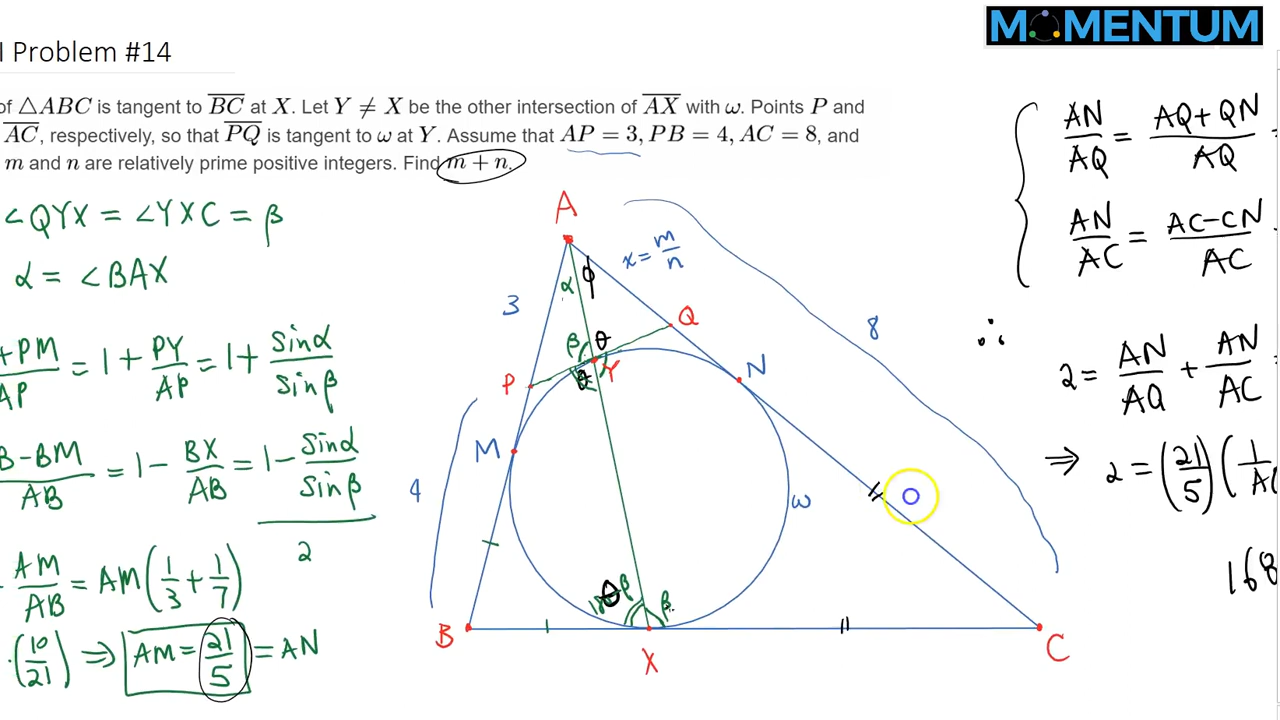 MOMENTUM
I Problem #14
of △ABC is tangent to BC at X. Let Y ≠ X be the other intersection of AX with ω. Points P and
AC, respectively, so that PQ is tangent to ω at Y. Assume that AP = 3, PB = 4, AC = 8, and
m and n are relatively prime positive integers. Find m + n.
∠QYX = ∠YXC = β
α = ∠BAX
+PM/AP = 1 + PY/AP = 1 + sinα/sinβ
B-BM/AB = 1 - BX/AB = 1 - sinα/sinβ
2
AM/AB = AM(1/3 + 1/7)
·(10/21) ⇒ AM = 21/5 = AN
A
x = m/n
α
ϕ
3
8
β
θ
Q
P
θ
Y
N
M
4
ω
θ
β
β
B
X
C
AN/AQ = AQ+QN/AQ =
AN/AC = AC-CN/AC =
∴
2 = AN/AQ + AN/AC
⇒ 2 = (21/5)(1/AQ
168